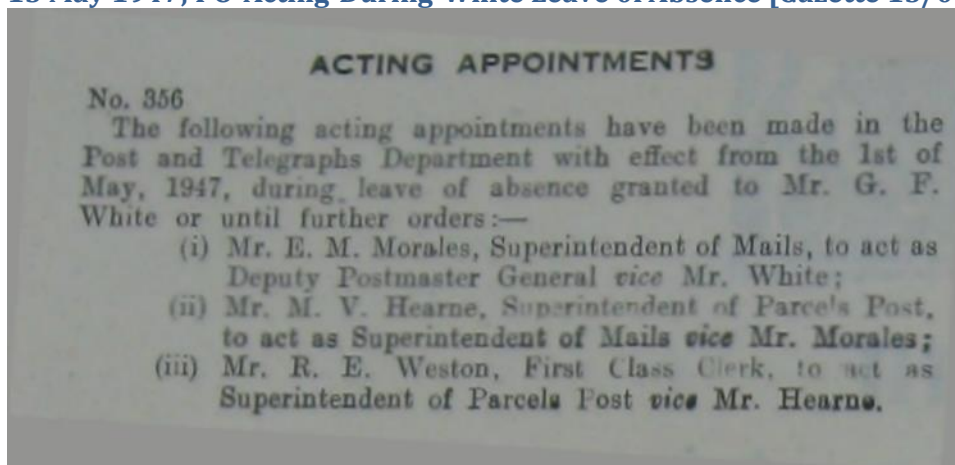 ACTING APPOINTMENTS
No. 356
The following acting appointments have been made in the
Post and Telegraphs Department with effect from the 1st of
May, 1947, during leave of absence granted to Mr. G. F.
White or until further orders:—
(i) Mr. E. M. Morales, Superintendent of Mails, to act as
Deputy Postmaster General vice Mr. White;
(ii) Mr. M. V. Hearne, Superintendent of Parcels Post,
to act as Superintendent of Mails vice Mr. Morales;
(iii) Mr. R. E. Weston, First Class Clerk, to act as
Superintendent of Parcels Post vice Mr. Hearne.